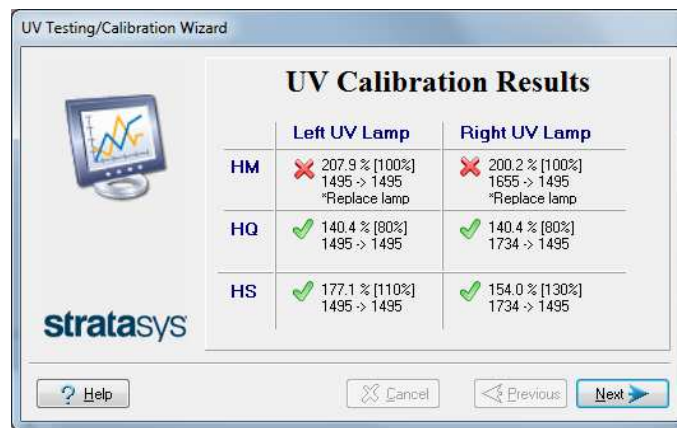 UV Testing/Calibration Wizard
UV Calibration Results
Left UV Lamp Right UV Lamp
HM 207.9 % [100%] 200.2 % [100%]
1495 -> 1495 1655 -> 1495
*Replace lamp *Replace lamp
HQ 140.4 % [80%] 140.4 % [80%]
1495 -> 1495 1734 -> 1495
HS 177.1 % [110%] 154.0 % [130%]
1495 -> 1495 1734 -> 1495
stratasys
? Help Cancel Previous Next